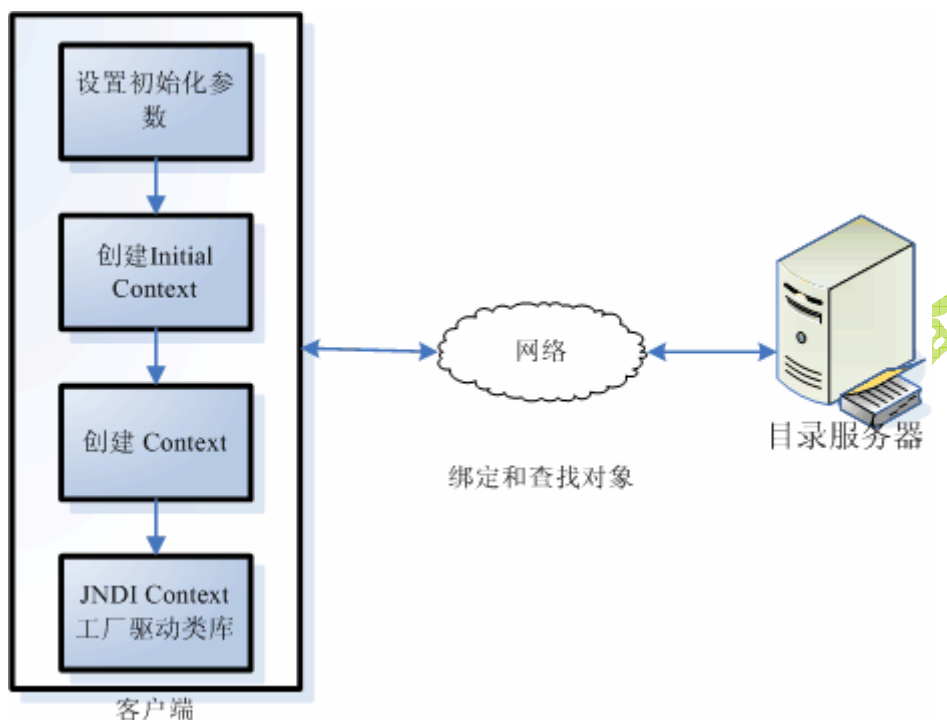 设置初始化参
数
创建Initial
Context
创建 Context
JNDI Context
工厂驱动类库
客户端
网络
绑定和查找对象
目录服务器